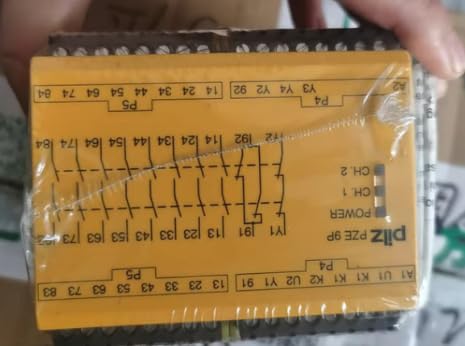 A1 U1 K1 K1 K2 U2 Y1 91 13 23 33 43 53 63 73 83
P4 P5
pilz PZE 9P
POWER
CH. 1
CH. 2
Y1 91 13 23 33 43 53 63 73 83
Y2 92 14 24 34 44 54 64 74 84
P4 P5
A2 Y3 Y4 Y2 92 14 24 34 44 54 64 74 84